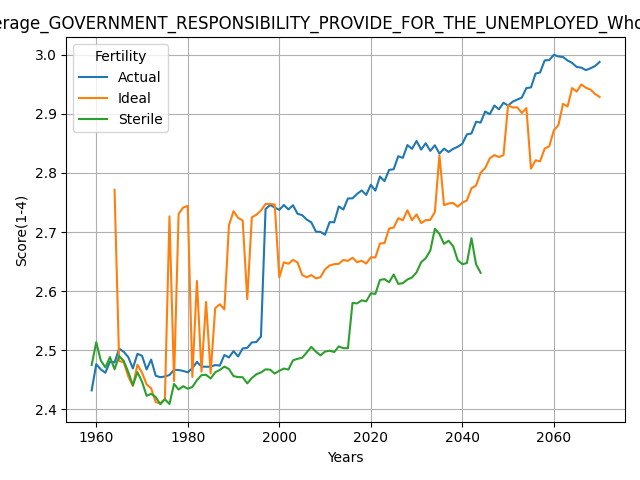 erage_GOVERNMENT_RESPONSIBILITY_PROVIDE_FOR_THE_UNEMPLOYED_Who
Fertility
Actual
Ideal
Sterile
Score(1-4)
3.0
2.9
2.8
2.7
2.6
2.5
2.4
1960 1980 2000 2020 2040 2060
Years